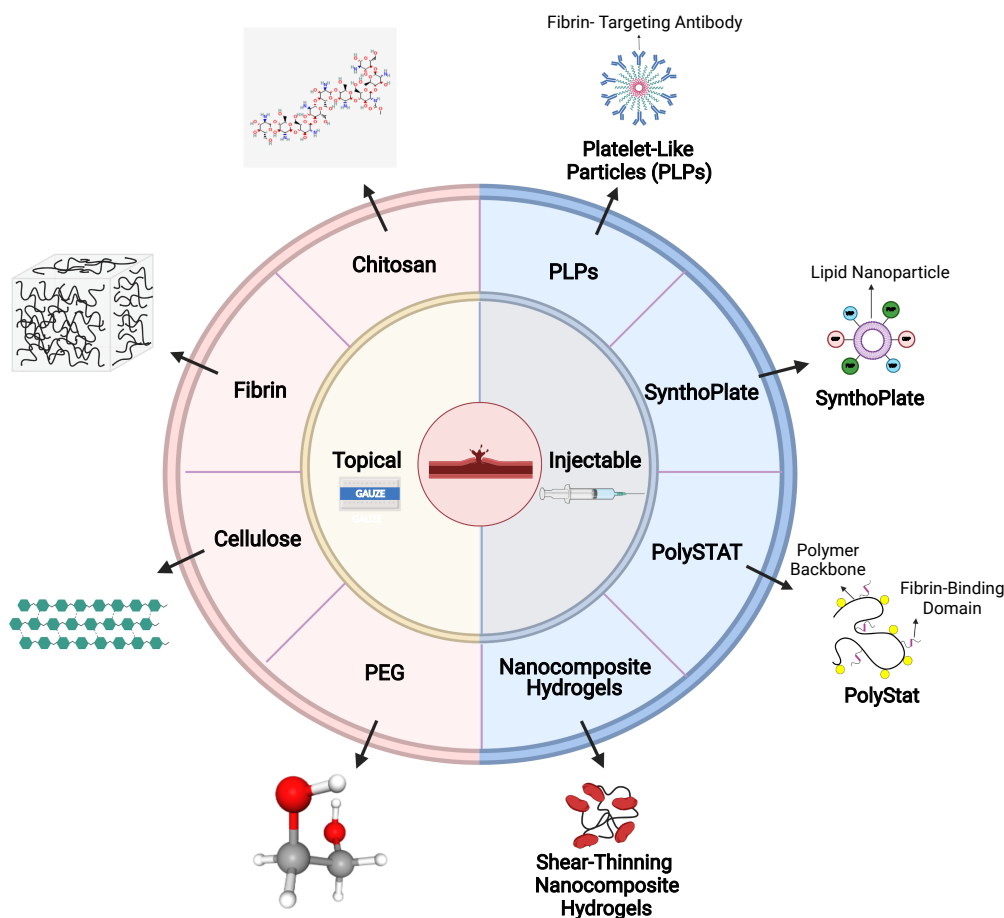 Fibrin- Targeting Antibody
Platelet-Like
Particles (PLPs)
Chitosan
PLPs
Lipid Nanoparticle
SynthoPlate
Fibrin
SynthoPlate
Topical
GAUZE
Injectable
Cellulose
PolySTAT
Polymer
Backbone
Fibrin-Binding
Domain
PolyStat
PEG
Nanocomposite
Hydrogels
Shear-Thinning
Nanocomposite
Hydrogels